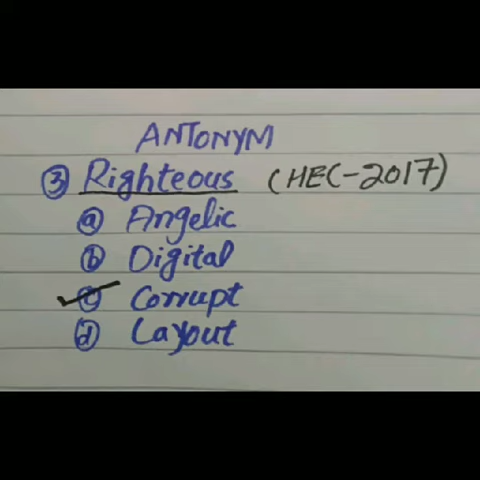 ANTONYM
③ Righteous (HEC-2017)
ⓐ Angelic
ⓑ Digital
ⓒ Corrupt
ⓓ Layout